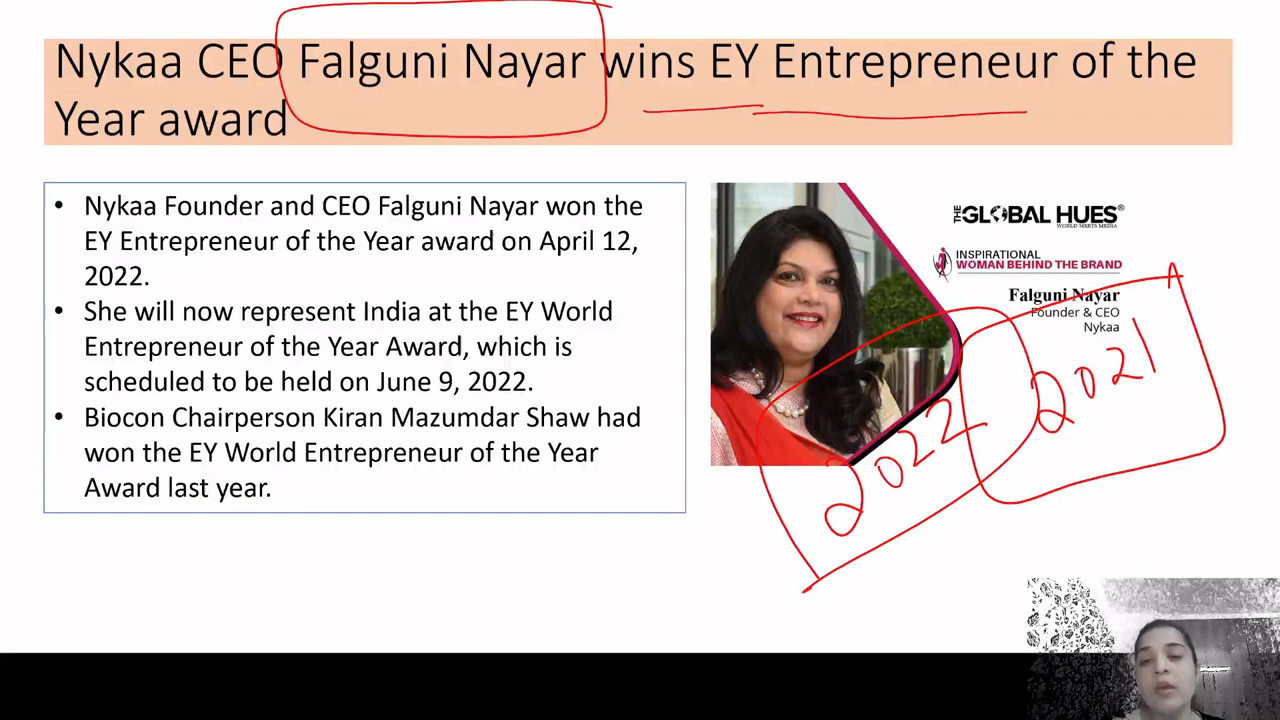 Nykaa CEO Falguni Nayar wins EY Entrepreneur of the
Year award
• Nykaa Founder and CEO Falguni Nayar won the
EY Entrepreneur of the Year award on April 12,
2022.
• She will now represent India at the EY World
Entrepreneur of the Year Award, which is
scheduled to be held on June 9, 2022.
• Biocon Chairperson Kiran Mazumdar Shaw had
won the EY World Entrepreneur of the Year
Award last year.
THE GLOBAL HUES®
WORLD MEETS MEDIA
INSPIRATIONAL
WOMAN BEHIND THE BRAND
Falguni Nayar
Founder & CEO
Nykaa
2021
2022